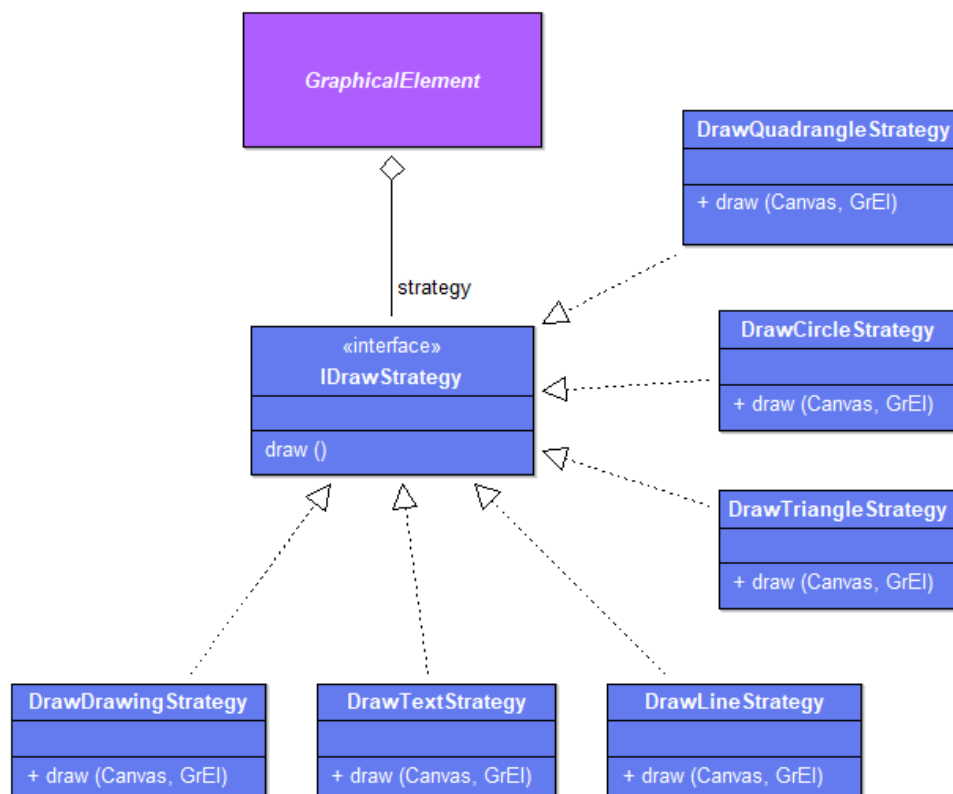 GraphicalElement
strategy
«interface»
IDrawStrategy
draw ()
DrawQuadrangleStrategy
+ draw (Canvas, GrEl)
DrawCircleStrategy
+ draw (Canvas, GrEl)
DrawTriangleStrategy
+ draw (Canvas, GrEl)
DrawDrawingStrategy
+ draw (Canvas, GrEl)
DrawTextStrategy
+ draw (Canvas, GrEl)
DrawLineStrategy
+ draw (Canvas, GrEl)